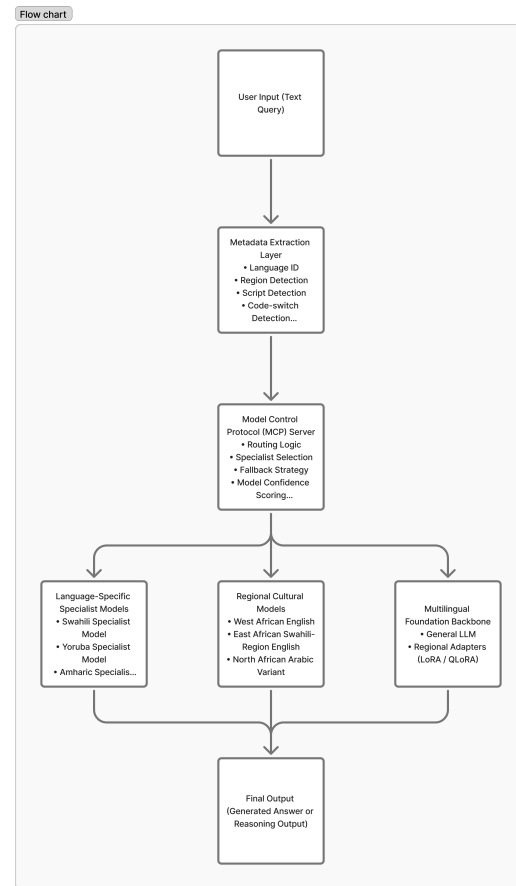 Flow chart
User Input (Text
Query)
Metadata Extraction
Layer
• Language ID
• Region Detection
• Script Detection
• Code-switch
Detection...
Model Control
Protocol (MCP) Server
• Routing Logic
• Specialist Selection
• Fallback Strategy
• Model Confidence
Scoring...
Language-Specific
Specialist Models
• Swahili Specialist
Model
• Yoruba Specialist
Model
• Amharic Specialis...
Regional Cultural
Models
• West African English
• East African Swahili-
Region English
• North African Arabic
Variant
Multilingual
Foundation Backbone
• General LLM
• Regional Adapters
(LoRA / QLoRA)
Final Output
(Generated Answer or
Reasoning Output)